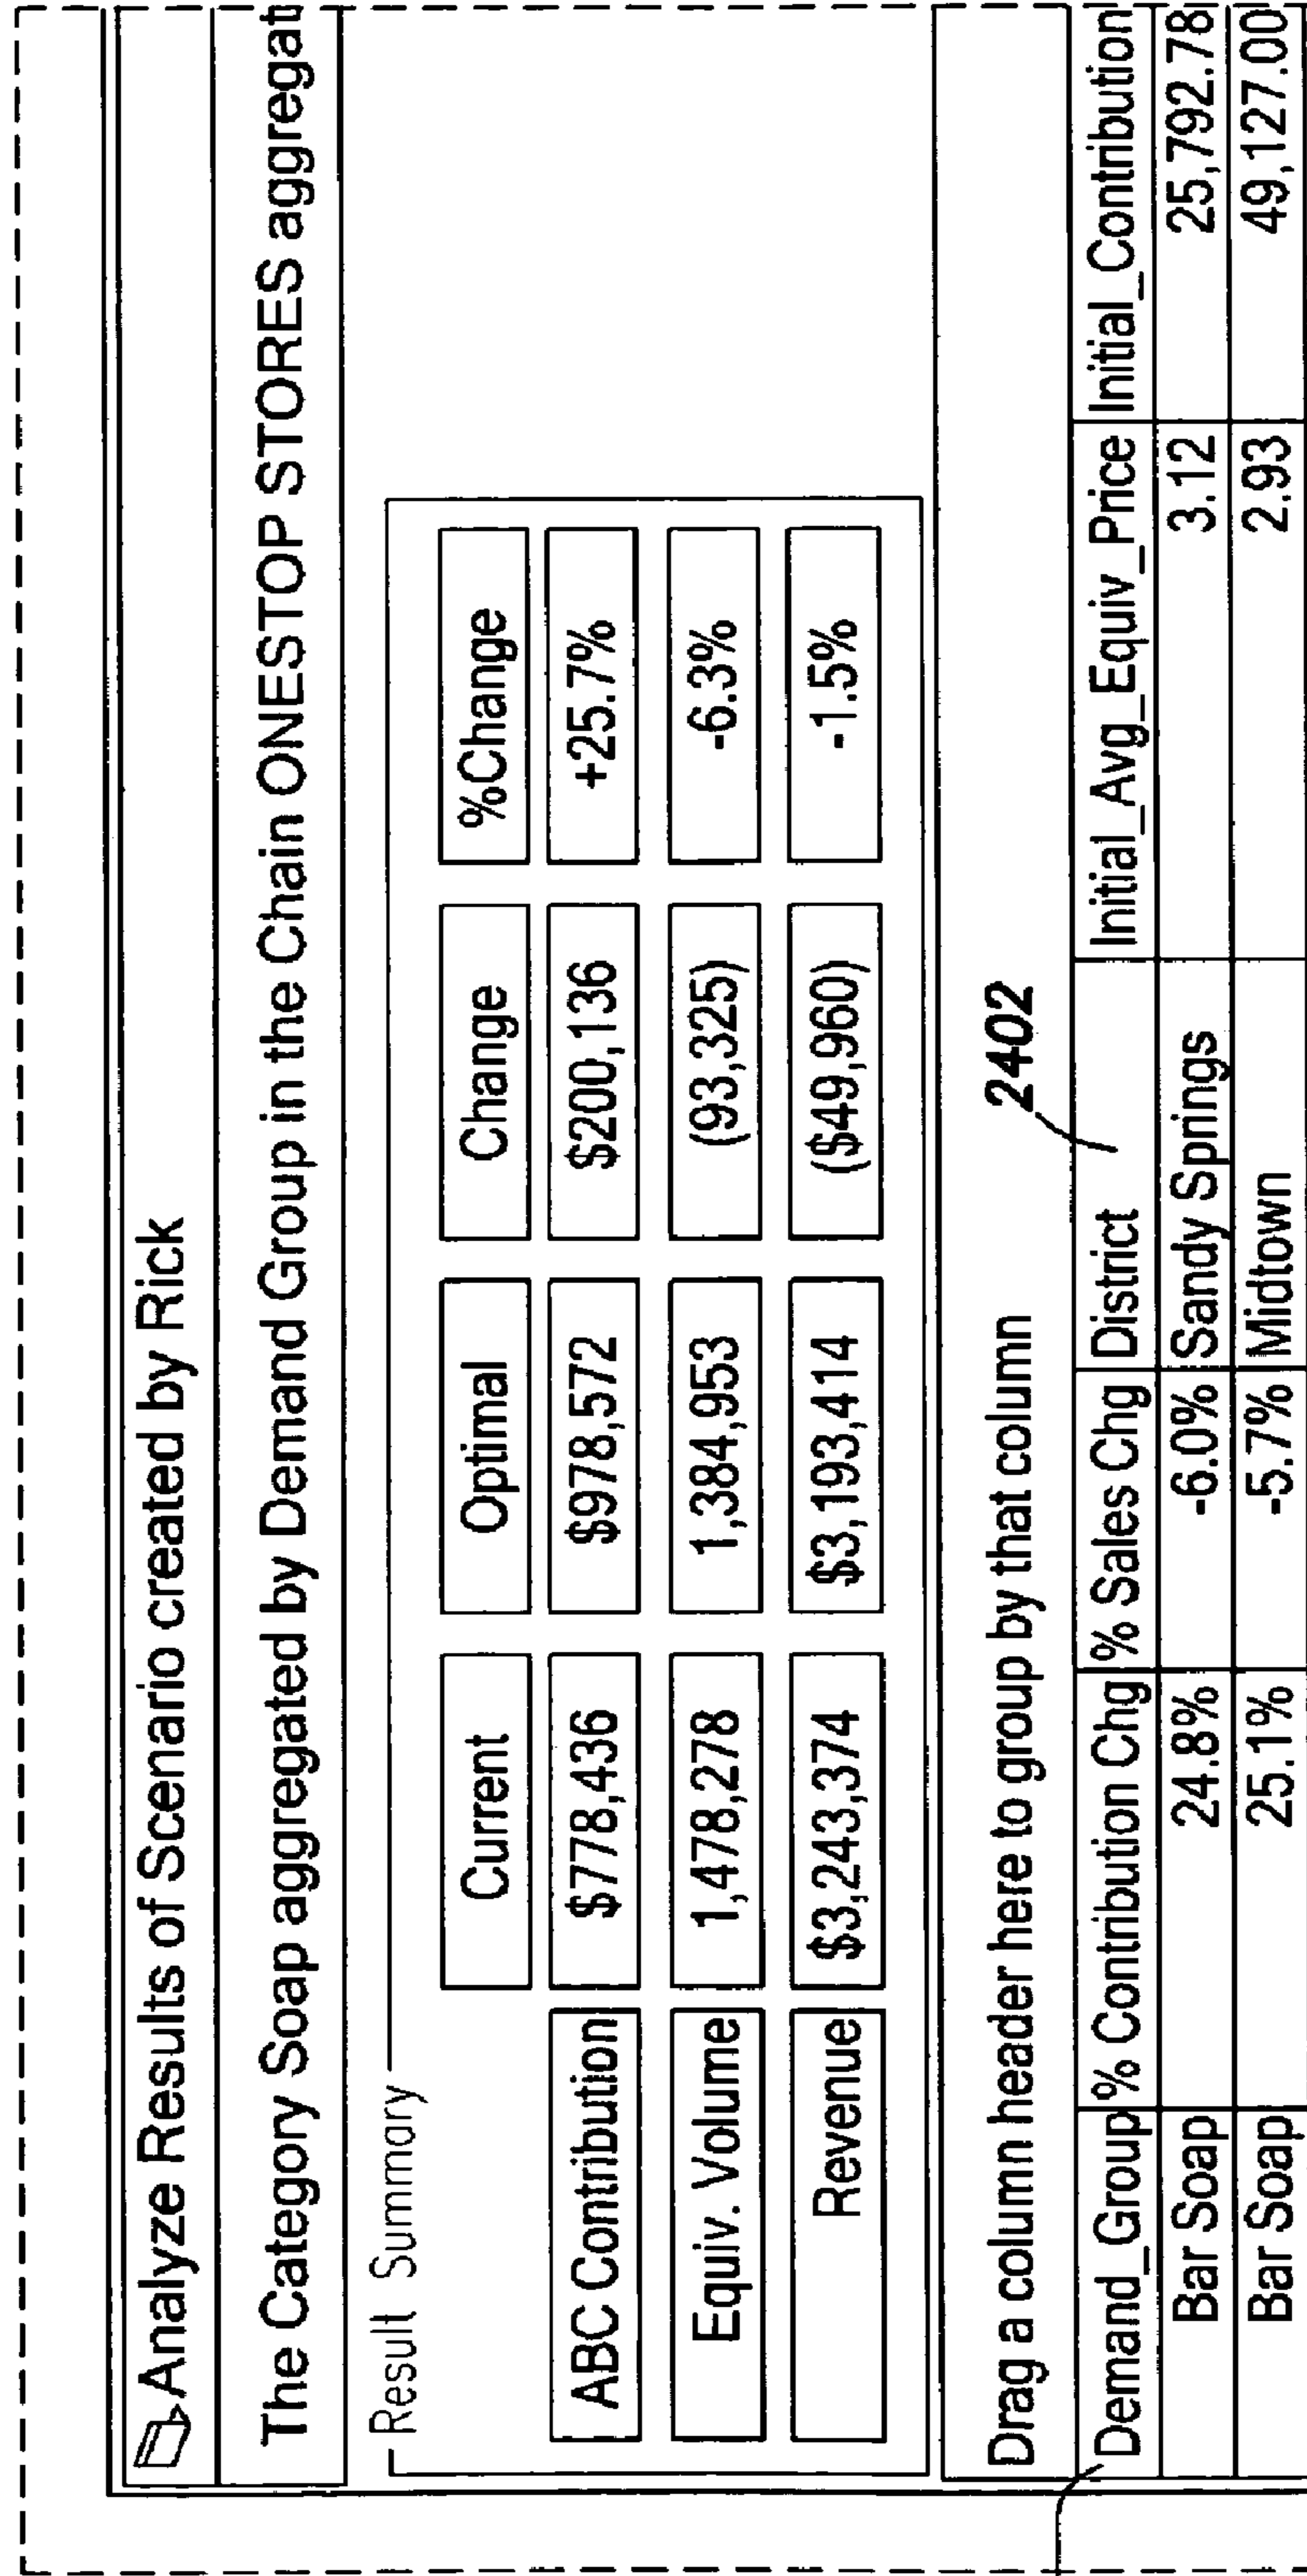 Analyze Results of Scenario created by Rick
The Category Soap aggregated by Demand Group in the Chain ONESTOP STORES aggregat
Result Summary
Current Optimal Change %Change
ABC Contribution $778,436 $978,572 $200,136 +25.7%
Equiv. Volume 1,478,278 1,384,953 (93,325) -6.3%
Revenue $3,243,374 $3,193,414 ($49,960) -1.5%
Drag a column header here to group by that column 2402
Demand_Group % Contribution Chg % Sales Chg District Initial_Avg_Equiv_Price Initial_Contribution
Bar Soap 24.8% -6.0% Sandy Springs 3.12 25,792.78
Bar Soap 25.1% -5.7% Midtown 2.93 49,127.00